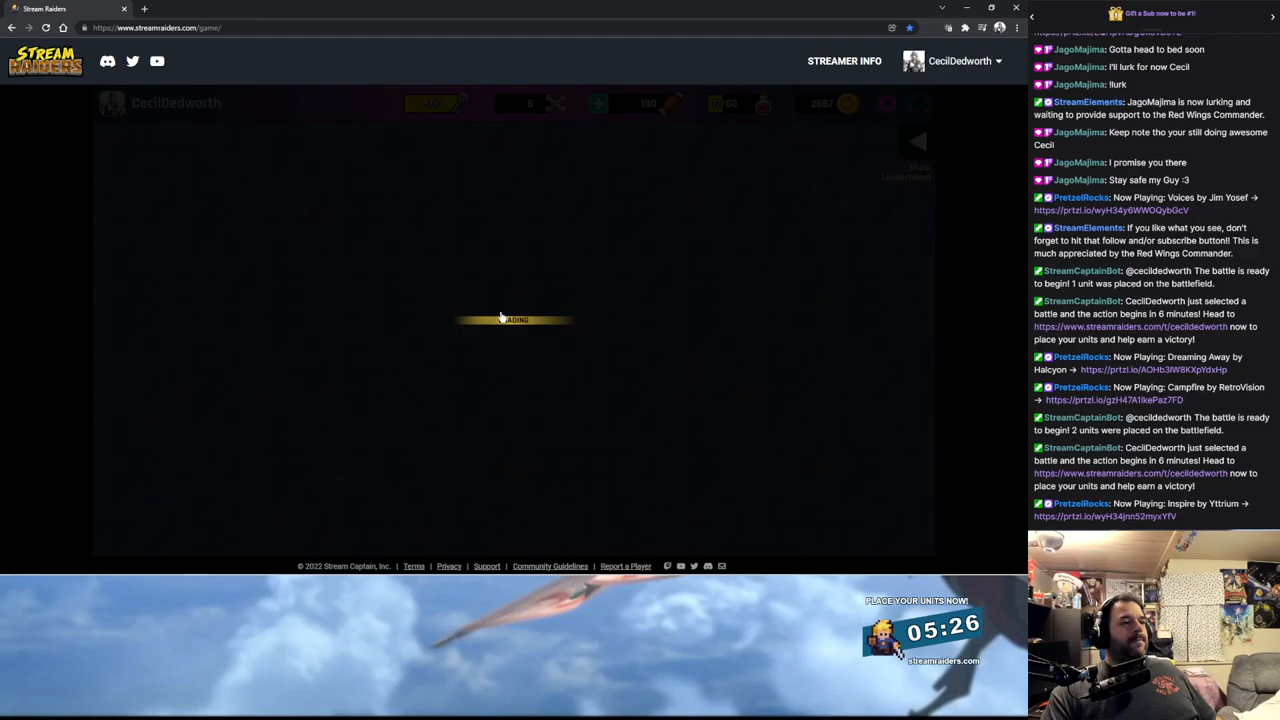 Stream Raiders
https://www.streamraiders.com/game/
STREAM
RAIDERS
STREAMER INFO
CecilDedworth
CecilDedworth
6
190
2667
Show
Leaderboard
© 2022 Stream Captain, Inc.
Terms
Privacy
Support
Community Guidelines
Report a Player
PLACE YOUR UNITS NOW!
05:26
streamraiders.com
Gift a Sub now to be #1!
JagoMajima: Gotta head to bed soon
JagoMajima: I'll lurk for now Cecil
JagoMajima: !lurk
StreamElements: JagoMajima is now lurking and
waiting to provide support to the Red Wings Commander.
JagoMajima: Keep note tho your still doing awesome
Cecil
JagoMajima: I promise you there
JagoMajima: Stay safe my Guy :3
PretzelRocks: Now Playing: Voices by Jim Yosef →
https://prtzl.io/wyH34y6WWOQybGcV
StreamElements: If you like what you see, don't
forget to hit that follow and/or subscribe button!! This is
much appreciated by the Red Wings Commander.
StreamCaptainBot: @cecildedworth The battle is ready
to begin! 1 unit was placed on the battlefield.
StreamCaptainBot: CecilDedworth just selected a
battle and the action begins in 6 minutes! Head to
https://www.streamraiders.com/t/cecildedworth now to
place your units and help earn a victory!
PretzelRocks: Now Playing: Dreaming Away by
Halcyon → https://prtzl.io/AOHb3IW8KXpYdxHp
PretzelRocks: Now Playing: Campfire by RetroVision
→ https://prtzl.io/gzH47A1IkePaz7FD
StreamCaptainBot: @cecildedworth The battle is ready
to begin! 2 units were placed on the battlefield.
StreamCaptainBot: CecilDedworth just selected a
battle and the action begins in 6 minutes! Head to
https://www.streamraiders.com/t/cecildedworth now to
place your units and help earn a victory!
PretzelRocks: Now Playing: Inspire by Yttrium →
https://prtzl.io/wyH34jnn52myxYfV